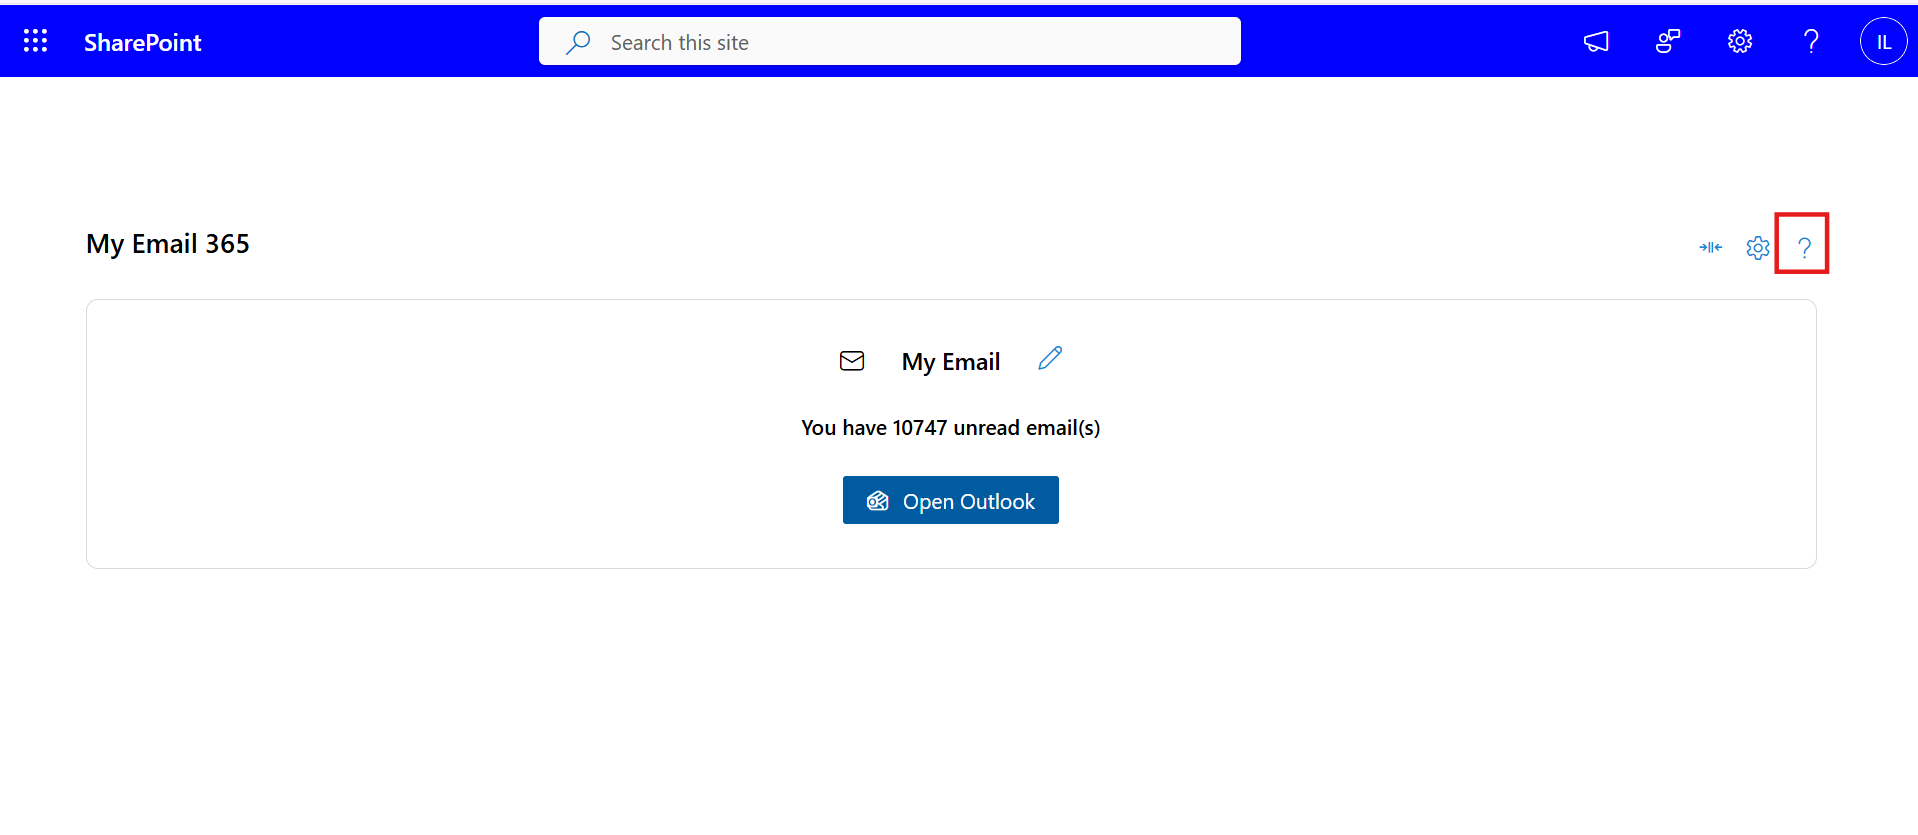 SharePoint
Search this site
IL
My Email 365
My Email
You have 10747 unread email(s)
Open Outlook